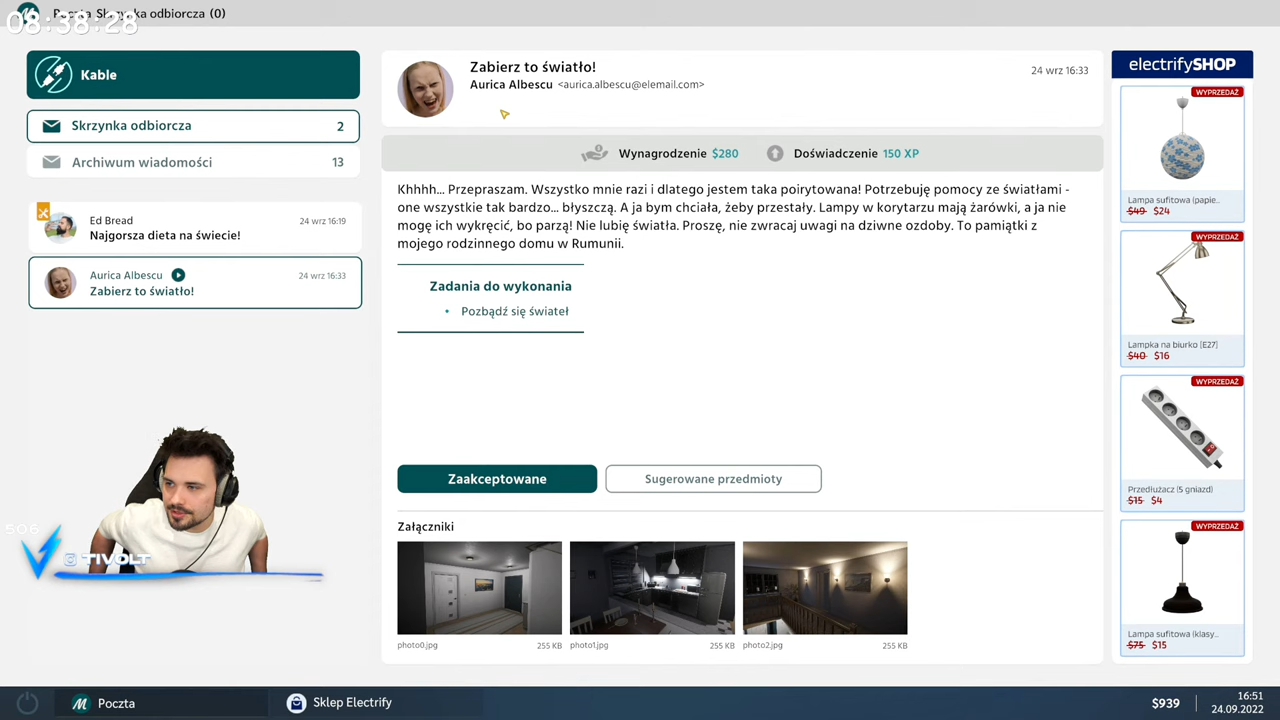 Poczta Skrzynka odbiorcza (0)
08:38:28
Kable
Skrzynka odbiorcza 2
Archiwum wiadomości 13
Ed Bread 24 wrz 16:19
Najgorsza dieta na świecie!
Aurica Albescu 24 wrz 16:33
Zabierz to światło!
Zabierz to światło!
Aurica Albescu <aurica.albescu@elemail.com>
24 wrz 16:33
Wynagrodzenie $280 Doświadczenie 150 XP
Khhhh... Przepraszam. Wszystko mnie razi i dlatego jestem taka poirytowana! Potrzebuję pomocy ze światłami -
one wszystkie tak bardzo... błyszczą. A ja bym chciała, żeby przestały. Lampy w korytarzu mają żarówki, a ja nie
mogę ich wykręcić, bo parzą! Nie lubię światła. Proszę, nie zwracaj uwagi na dziwne ozdoby. To pamiątki z
mojego rodzinnego domu w Rumunii.
Zadania do wykonania
• Pozbądź się świateł
Zaakceptowane
Sugerowane przedmioty
Załączniki
photo0.jpg 255 KB
photo1.jpg 255 KB
photo2.jpg 255 KB
electrifySHOP
WYPRZEDAŻ
Lampa sufitowa (papie...
$49 $24
WYPRZEDAŻ
Lampka na biurko [E27]
$40 $16
WYPRZEDAŻ
Przedłużacz (5 gniazd)
$15 $4
WYPRZEDAŻ
Lampa sufitowa (klasy...
$75 $15
506
@ TIVOLT
Poczta
Sklep Electrify
$939
16:51
24.09.2022